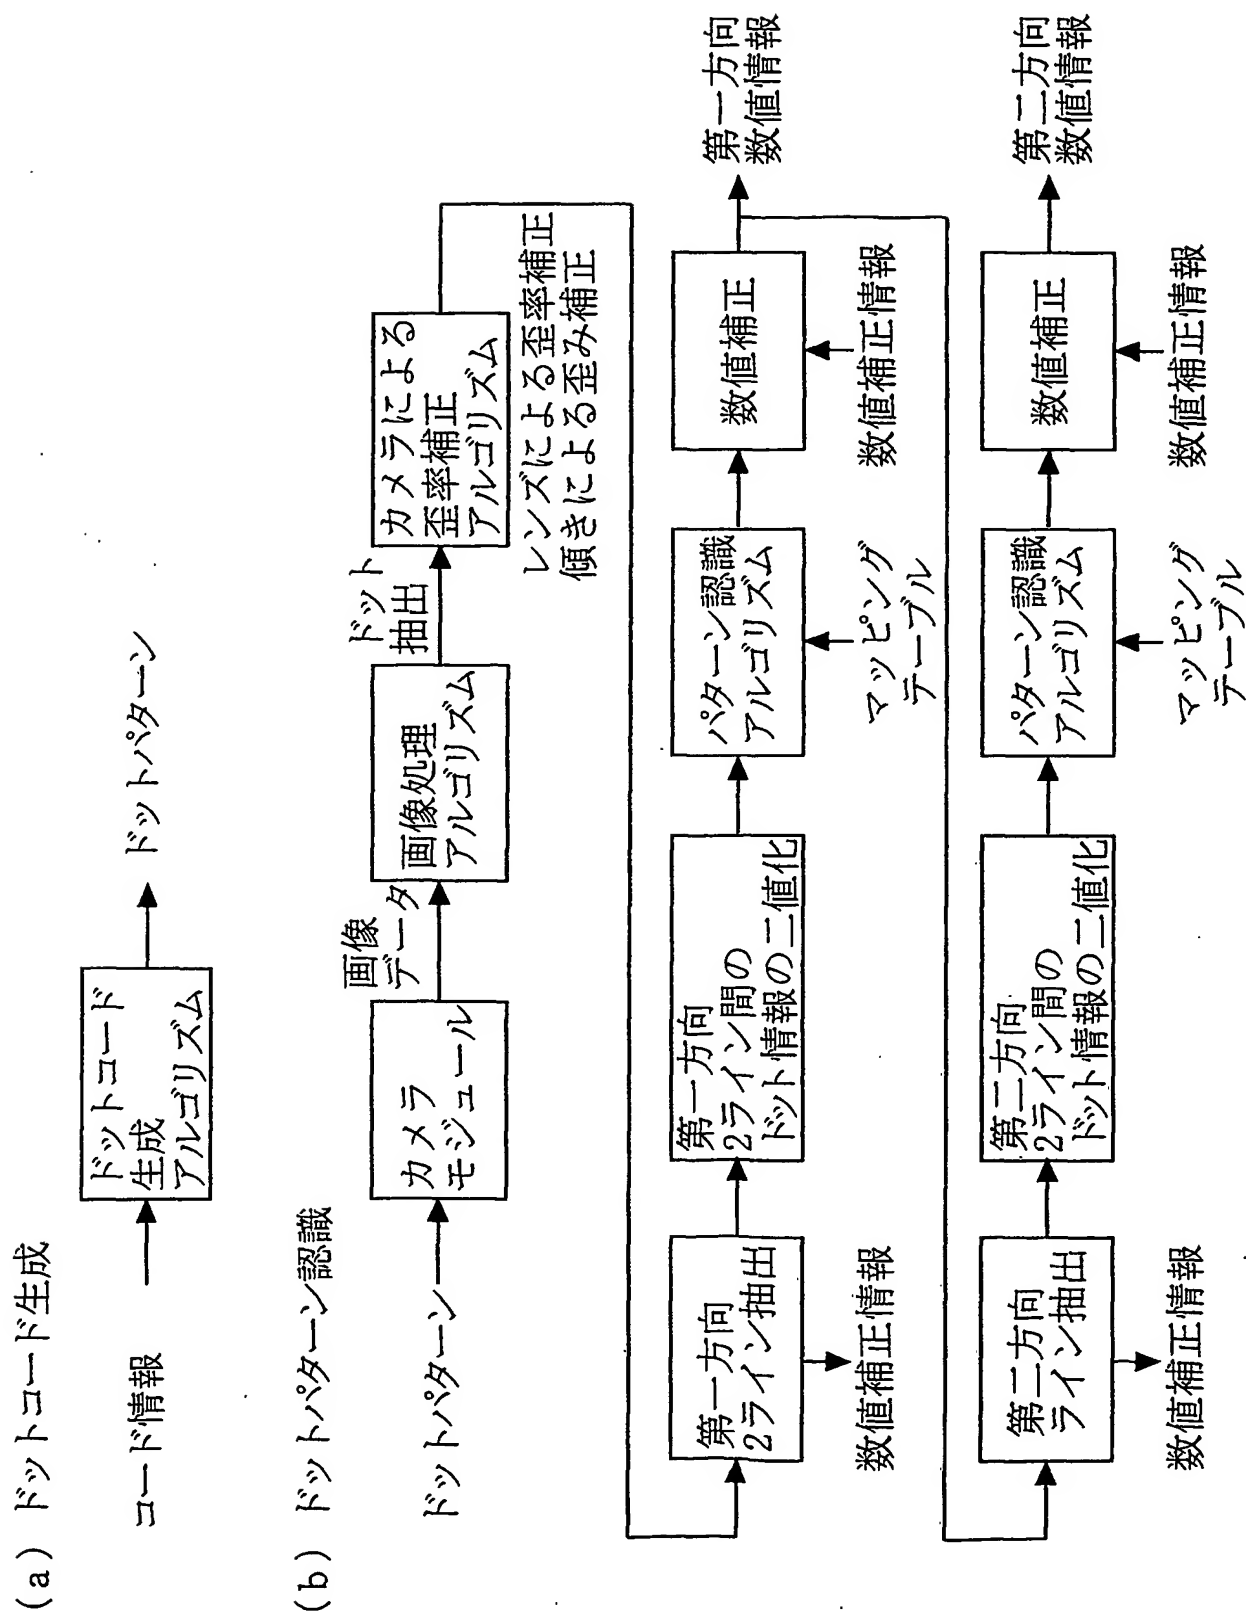 (a) ドットコード生成
コード情報
ドットコード
生成
アルゴリズム
ドットパターン
(b) ドットパターン認識
ドットパターン
カメラ
モジュール
画像
データ
画像処理
アルゴリズム
ドット
抽出
カメラによる
歪率補正
アルゴリズム
レンズによる歪率補正
傾きによる歪み補正
第一方向
2ライン抽出
数値補正情報
第一方向
2ライン間の
ドット情報の二値化
パターン認識
アルゴリズム
マッピング
テーブル
数値補正
数値補正情報
第一方向
数値情報
第二方向
ライン抽出
数値補正情報
第二方向
2ライン間の
ドット情報の二値化
パターン認識
アルゴリズム
マッピング
テーブル
数値補正
数値補正情報
第二方向
数値情報